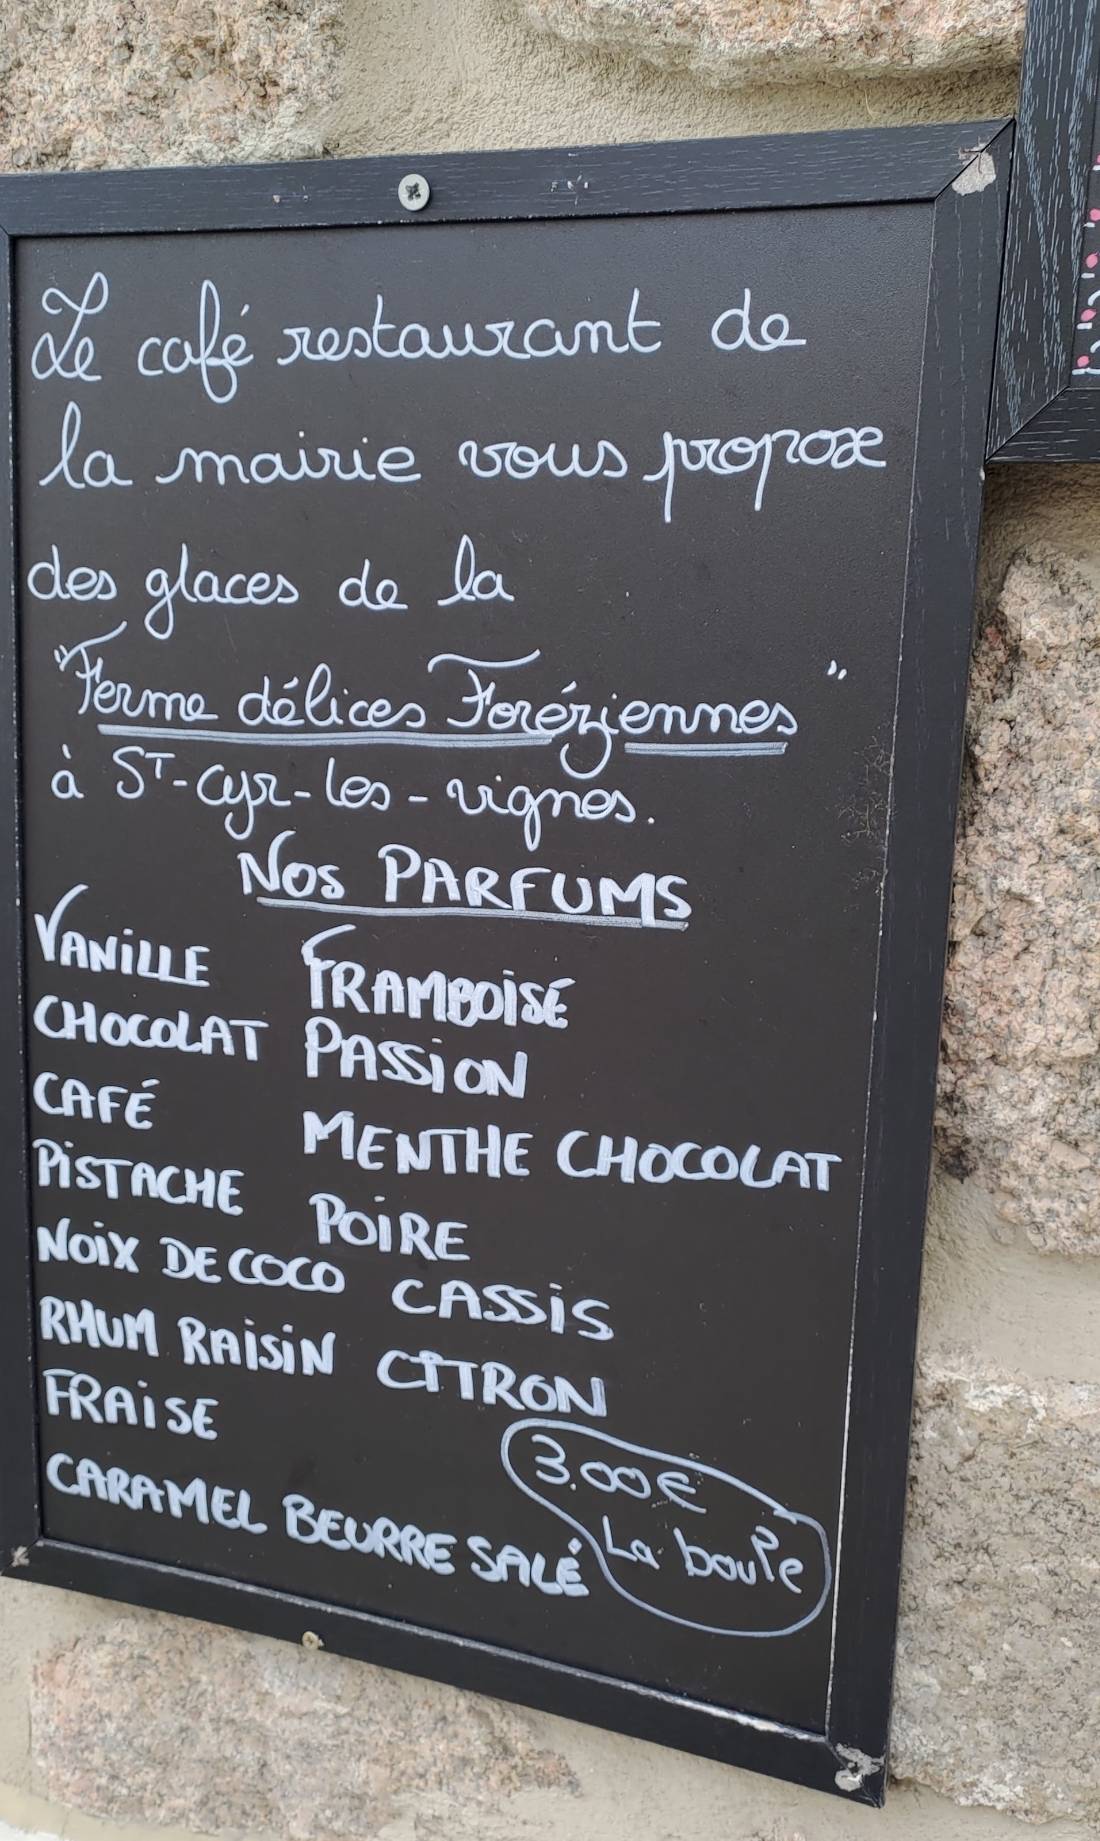 Le café restaurant de
la mairie vous propose
des glaces de la
"Ferme délices Foréziennes"
à ST-Cyr-les-vignes.
NOS PARFUMS
VANILLE FRAMBOISE
CHOCOLAT PASSION
CAFÉ MENTHE CHOCOLAT
PISTACHE POIRE
NOIX DE COCO CASSIS
RHUM RAISIN CITRON
FRAISE
CARAMEL BEURRE SALÉ
3.00€
La boule